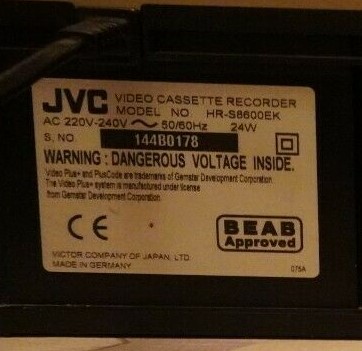 JVC VIDEO CASSETTE RECORDER
MODEL NO. HR-S8600EK
AC 220V-240V ~ 50/60Hz 24W
S. NO. 144B0178
WARNING : DANGEROUS VOLTAGE INSIDE.
Video Plus+ and PlusCode are trademarks of Gemstar Development Corporation.
The Video Plus+ system is manufactured under license
from Gemstar Development Corporation.
CE
BEAB
Approved
VICTOR COMPANY OF JAPAN, LTD.
MADE IN GERMANY
075A